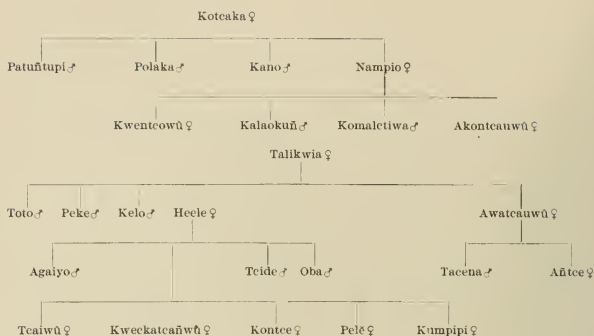 Kotcaka♀
Patuñtupi♂ Polaka♂ Kano♂ Nampio♀
Kwentcowû♀ Kalaokuñ♂ Komaletiwa♂ Akontcauwû♀
Talikwia♀
Toto♂ Peke♂ Kelo♂ Heele♀ Awatcauwû♀
Agaiyo♂ Tcide♂ Oba♂ Tacena♂ Añtce♀
Tcaiwû♀ Kweckatcañwû♀ Kontce♀ Pelé♀ Kumpipi♀